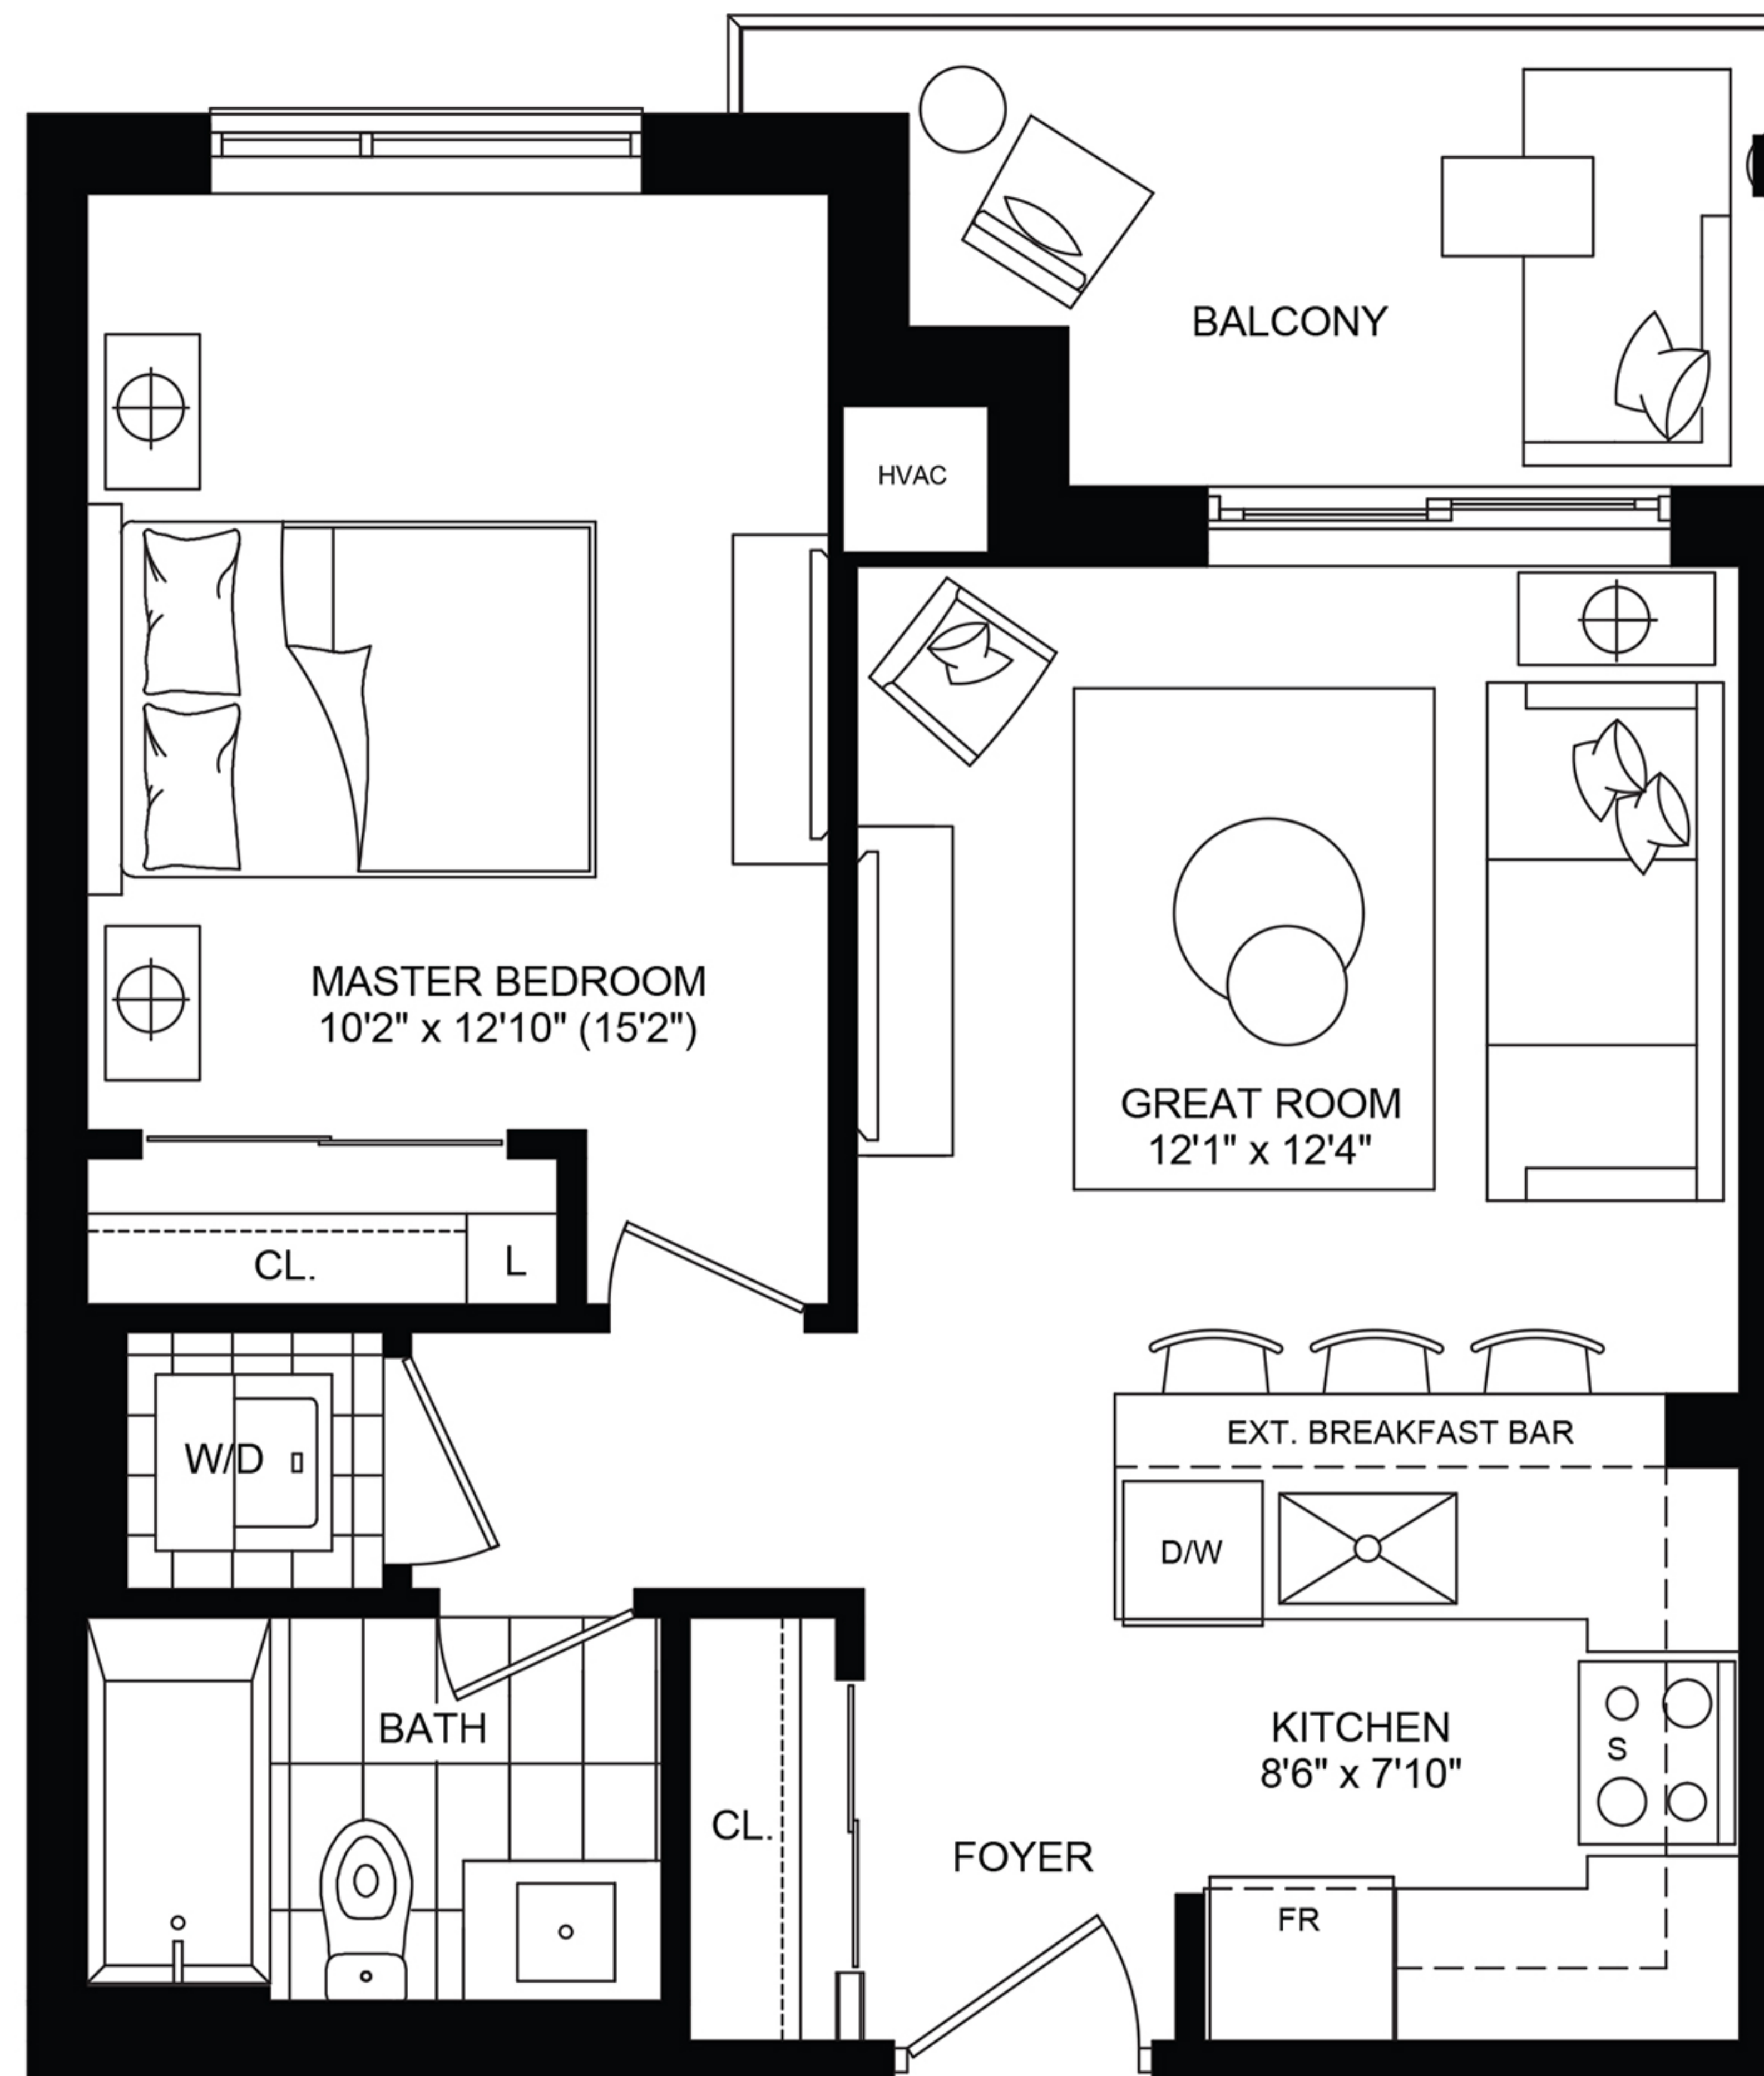 BALCONY
HVAC
MASTER BEDROOM
10'2" x 12'10" (15'2")
GREAT ROOM
12'1" x 12'4"
CL.
L
EXT. BREAKFAST BAR
W/D
D/W
BATH
KITCHEN
8'6" x 7'10"
S
CL.
FOYER
FR